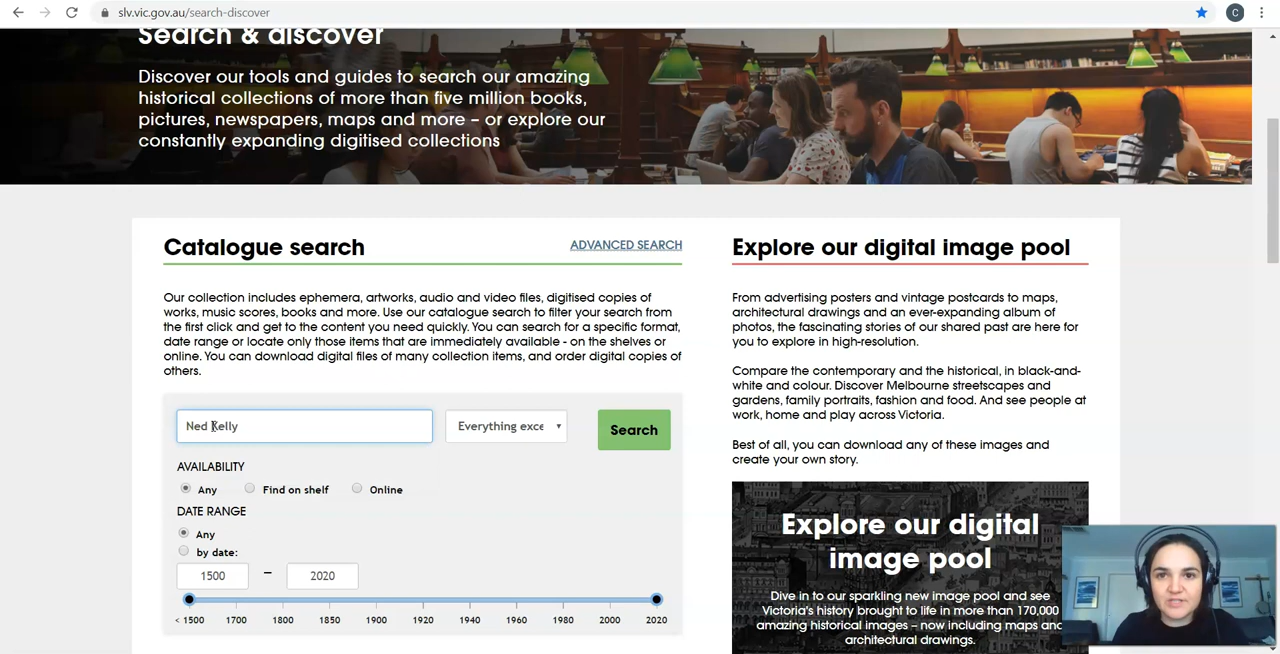 slv.vic.gov.au/search-discover
C
Search & discover
Discover our tools and guides to search our amazing
historical collections of more than five million books,
pictures, newspapers, maps and more – or explore our
constantly expanding digitised collections
Catalogue search
ADVANCED SEARCH
Our collection includes ephemera, artworks, audio and video files, digitised copies of
works, music scores, books and more. Use our catalogue search to filter your search from
the first click and get to the content you need quickly. You can search for a specific format,
date range or locate only those items that are immediately available - on the shelves or
online. You can download digital files of many collection items, and order digital copies of
others.
Ned Kelly
Everything exce
Search
AVAILABILITY
Any Find on shelf Online
DATE RANGE
Any
by date:
1500 – 2020
< 1500 1700 1800 1850 1900 1920 1940 1960 1980 2000 2020
Explore our digital image pool
From advertising posters and vintage postcards to maps,
architectural drawings and an ever-expanding album of
photos, the fascinating stories of our shared past are here for
you to explore in high-resolution.
Compare the contemporary and the historical, in black-and-
white and colour. Discover Melbourne streetscapes and
gardens, family portraits, fashion and food. And see people at
work, home and play across Victoria.
Best of all, you can download any of these images and
create your own story.
Explore our digital
image pool
Dive in to our sparkling new image pool and see
Victoria's history brought to life in more than 170,000
amazing historical images – now including maps and
architectural drawings.